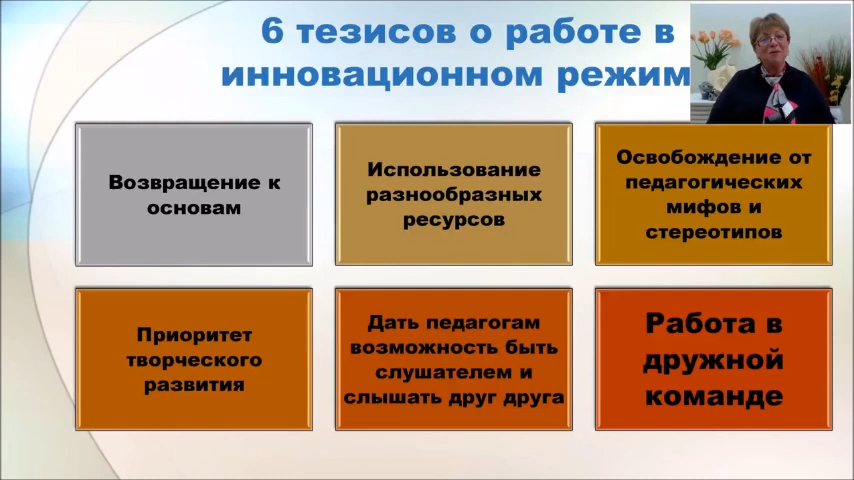 6 тезисов о работе в
инновационном режим
Возвращение к
основам
Использование
разнообразных
ресурсов
Освобождение от
педагогических
мифов и
стереотипов
Приоритет
творческого
развития
Дать педагогам
возможность быть
слушателем и
слышать друг друга
Работа в
дружной
команде